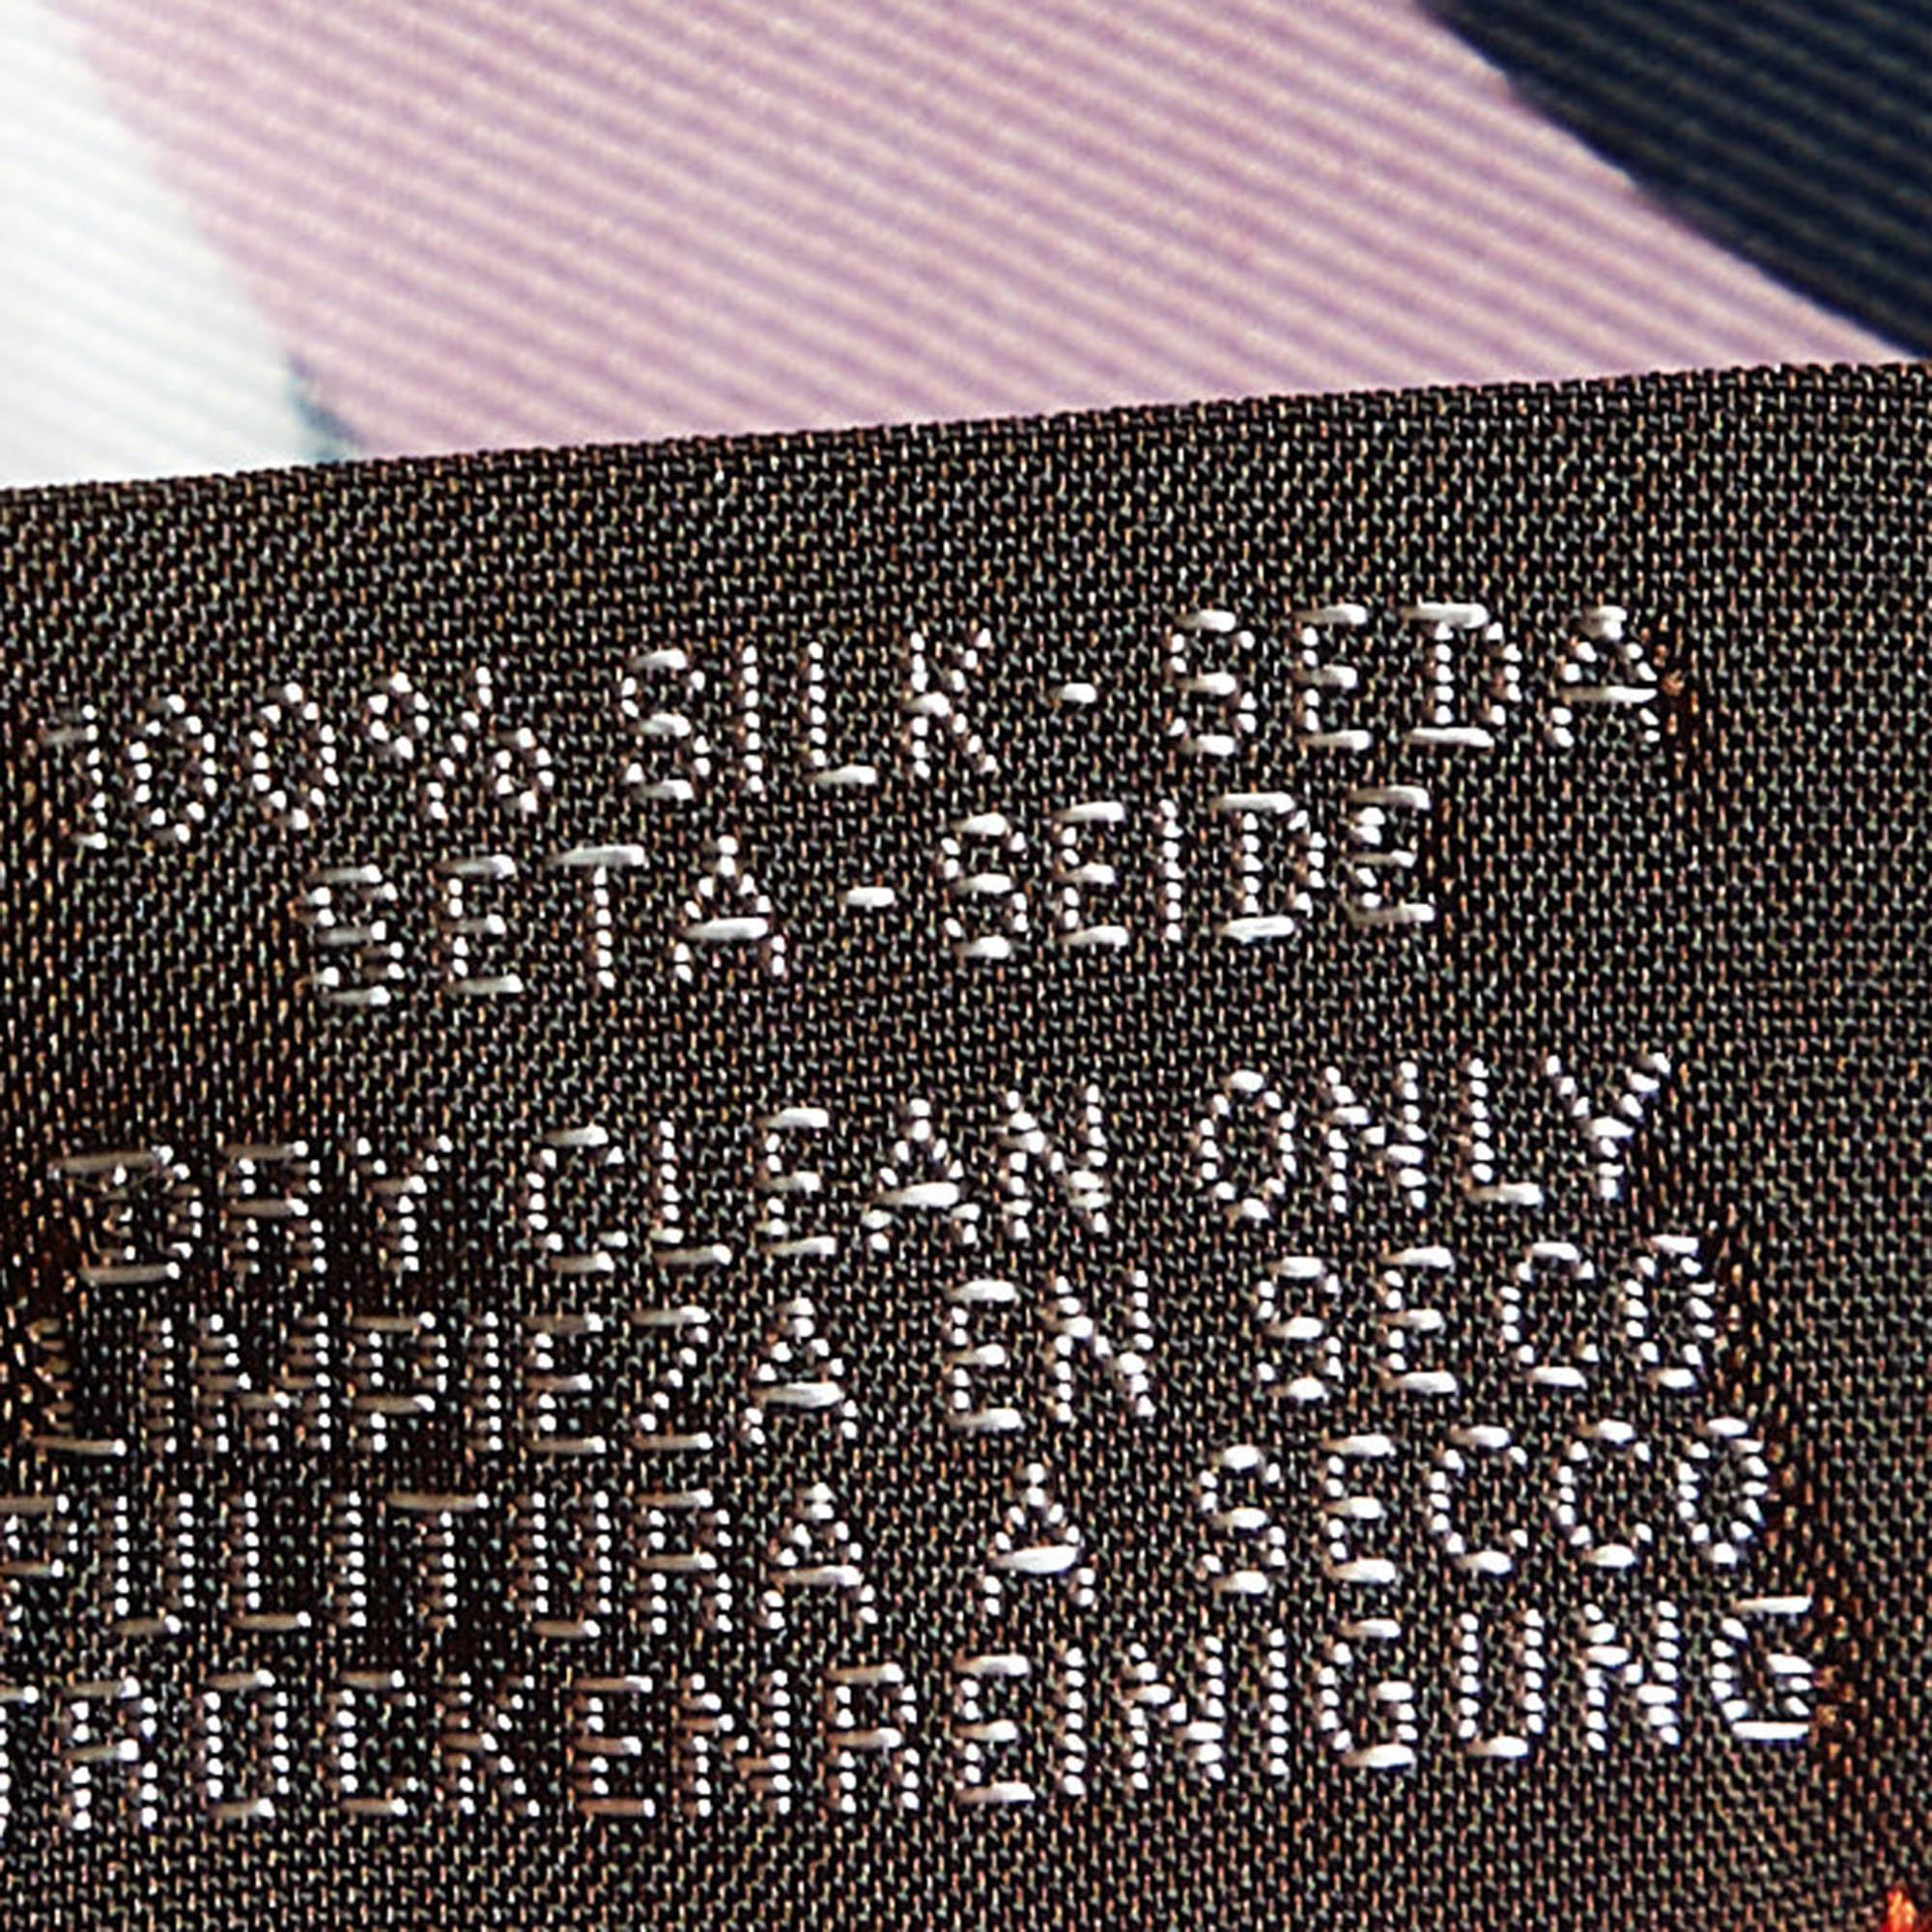 100% SILK - SEDA
SETA - SEIDE
DRY CLEAN ONLY
LIMPIEZA EN SECO
PULITURA A SECCO
TROCKENREINIGUNG